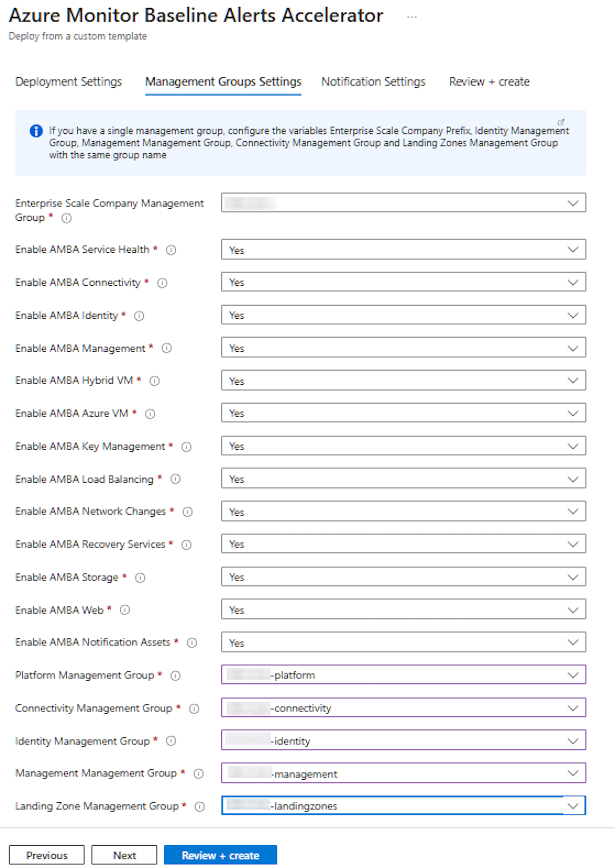 Azure Monitor Baseline Alerts Accelerator ...
Deploy from a custom template
Deployment Settings Management Groups Settings Notification Settings Review + create
If you have a single management group, configure the variables Enterprise Scale Company Prefix, Identity Management
Group, Management Management Group, Connectivity Management Group and Landing Zones Management Group
with the same group name
Enterprise Scale Company Management
Group *
Enable AMBA Service Health * Yes
Enable AMBA Connectivity * Yes
Enable AMBA Identity * Yes
Enable AMBA Management * Yes
Enable AMBA Hybrid VM * Yes
Enable AMBA Azure VM * Yes
Enable AMBA Key Management * Yes
Enable AMBA Load Balancing * Yes
Enable AMBA Network Changes * Yes
Enable AMBA Recovery Services * Yes
Enable AMBA Storage * Yes
Enable AMBA Web * Yes
Enable AMBA Notification Assets * Yes
Platform Management Group * -platform
Connectivity Management Group * -connectivity
Identity Management Group * -identity
Management Management Group * -management
Landing Zone Management Group * -landingzones
Previous Next Review + create